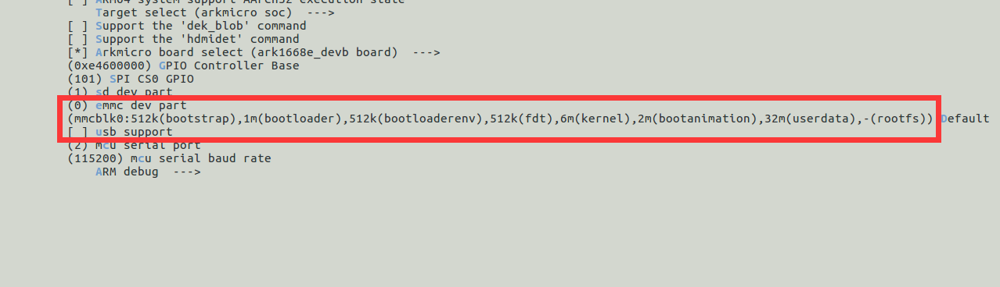 [ ] ARM64 system support AArch32 execution state
Target select (arkmicro soc)  --->
[ ] Support the 'dek_blob' command
[ ] Support the 'hdmidet' command
[*] Arkmicro board select (ark1668e_devb board)  --->
(0xe4600000) GPIO Controller Base
(101) SPI CS0 GPIO
(1) sd dev part
(0) emmc dev part
(mmcblk0:512k(bootstrap),1m(bootloader),512k(bootloaderenv),512k(fdt),6m(kernel),2m(bootanimation),32m(userdata),-(rootfs)) Default
[ ] usb support
(2) mcu serial port
(115200) mcu serial baud rate
ARM debug  --->